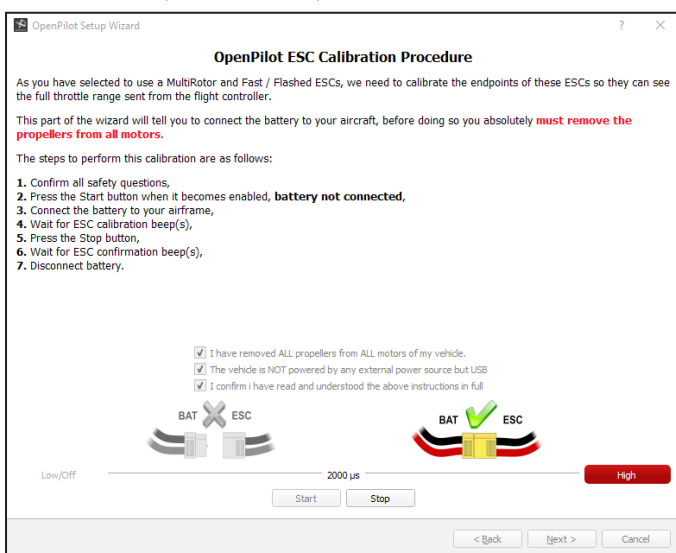 OpenPilot Setup Wizard
OpenPilot ESC Calibration Procedure
As you have selected to use a MultiRotor and Fast / Flashed ESCs, we need to calibrate the endpoints of these ESCs so they can see
the full throttle range sent from the flight controller.
This part of the wizard will tell you to connect the battery to your aircraft, before doing so you absolutely must remove the
propellers from all motors.
The steps to perform this calibration are as follows:
1. Confirm all safety questions,
2. Press the Start button when it becomes enabled, battery not connected,
3. Connect the battery to your airframe,
4. Wait for ESC calibration beep(s),
5. Press the Stop button,
6. Wait for ESC confirmation beep(s),
7. Disconnect battery.
I have removed ALL propellers from ALL motors of my vehicle.
The vehicle is NOT powered by any external power source but USB
I confirm i have read and understood the above instructions in full
BAT ESC BAT ESC
Low/Off 2000 µs High
Start Stop
< Back Next > Cancel